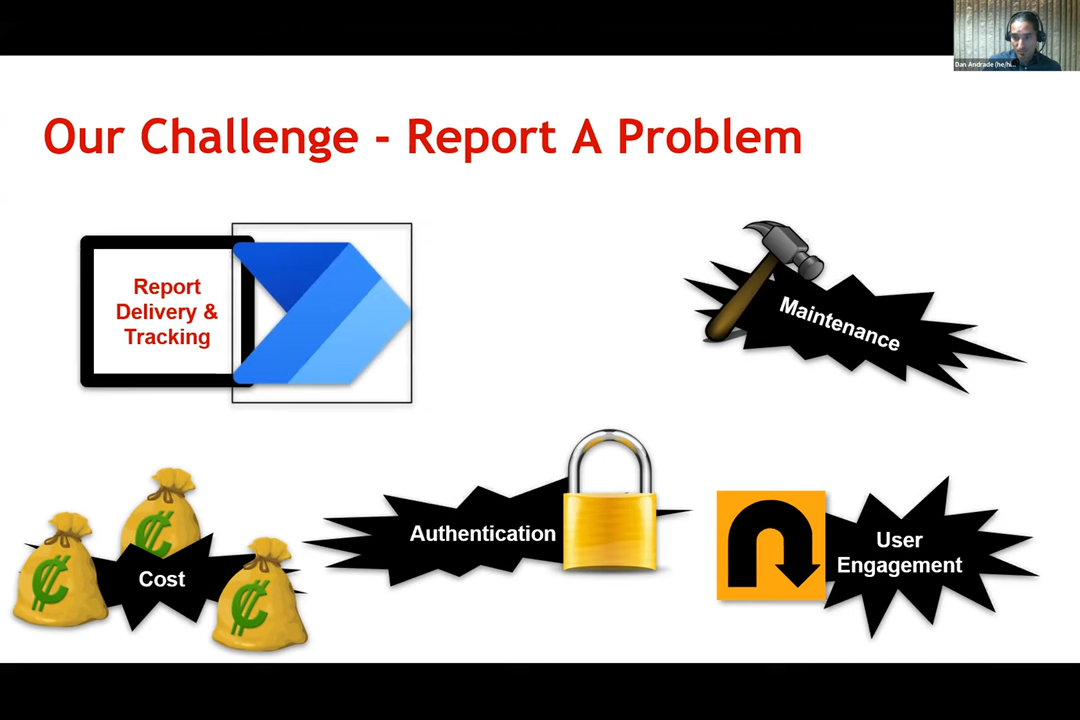 Dan Andrade (he/hi...
Our Challenge - Report A Problem
Report
Delivery &
Tracking
Maintenance
Cost
Authentication
User
Engagement